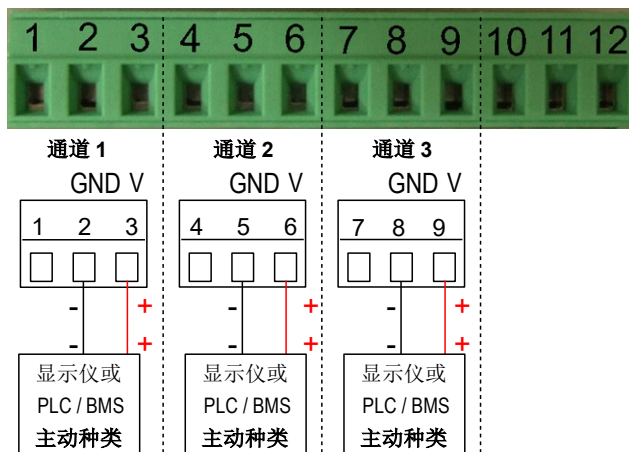 1 2 3 4 5 6 7 8 9 10 11 12
通道 1 通道 2 通道 3
GND V GND V GND V
1 2 3 4 5 6 7 8 9
- + - + - +
- + - + - +
显示仪或 显示仪或 显示仪或
PLC / BMS PLC / BMS PLC / BMS
主动种类 主动种类 主动种类